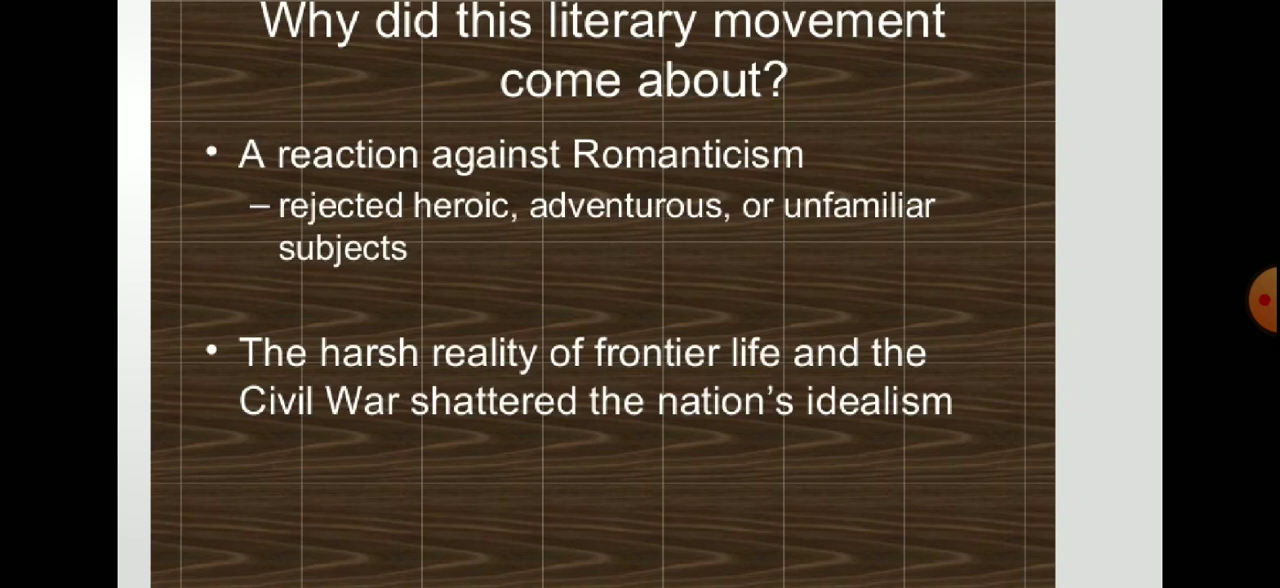 Why did this literary movement
come about?
• A reaction against Romanticism
– rejected heroic, adventurous, or unfamiliar
subjects
• The harsh reality of frontier life and the
Civil War shattered the nation’s idealism